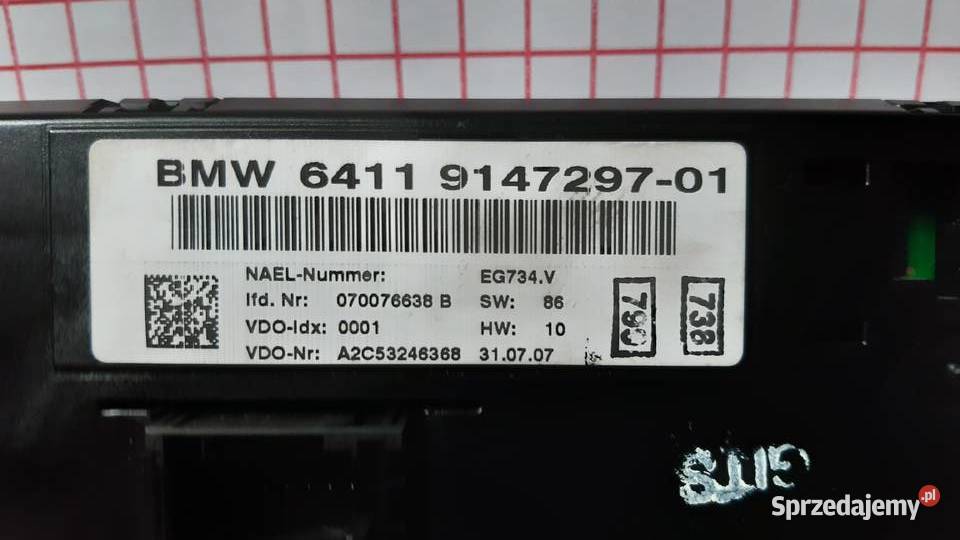 BMW 6411 9147297-01
NAEL-Nummer: EG734.V
lfd. Nr: 070076638 B SW: 86
VDO-Idx: 0001 HW: 10
VDO-Nr: A2C53246368 31.07.07
738
Sprzedajemy.pl